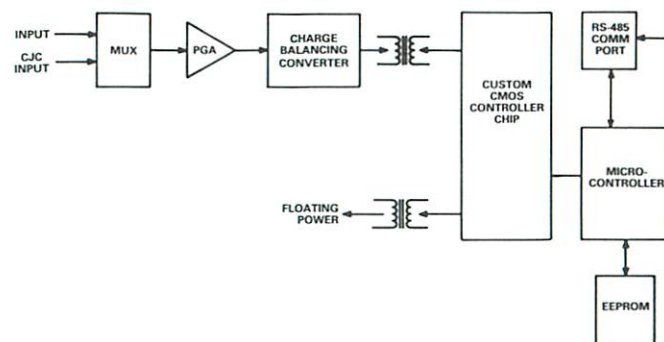 INPUT
CJC
INPUT
MUX
PGA
CHARGE
BALANCING
CONVERTER
CUSTOM
CMOS
CONTROLLER
CHIP
RS-485
COMM
PORT
MICRO-
CONTROLLER
FLOATING
POWER
EEPROM